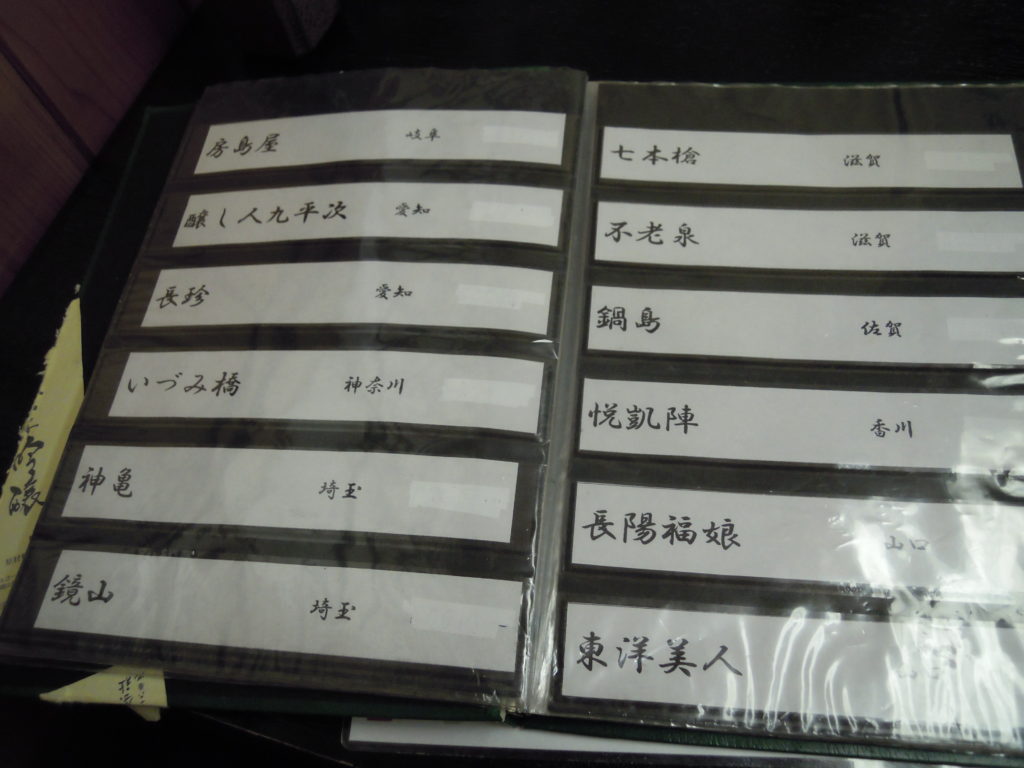 房島屋 岐阜
醸し人九平次 愛知
長珍 愛知
いづみ橋 神奈川
神亀 埼玉
鏡山 埼玉
七本槍 滋賀
不老泉 滋賀
鍋島 佐賀
悦凱陣 香川
長陽福娘 山口
東洋美人
吟醸